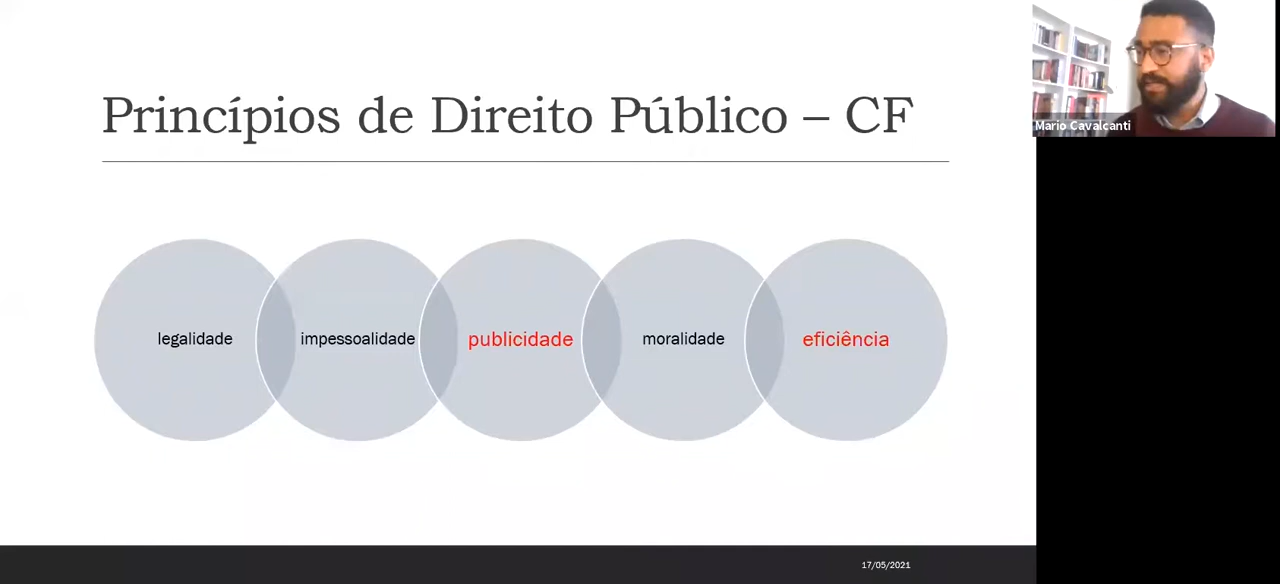 Princípios de Direito Público – CF
legalidade
impessoalidade
publicidade
moralidade
eficiência
17/05/2021
Mario Cavalcanti